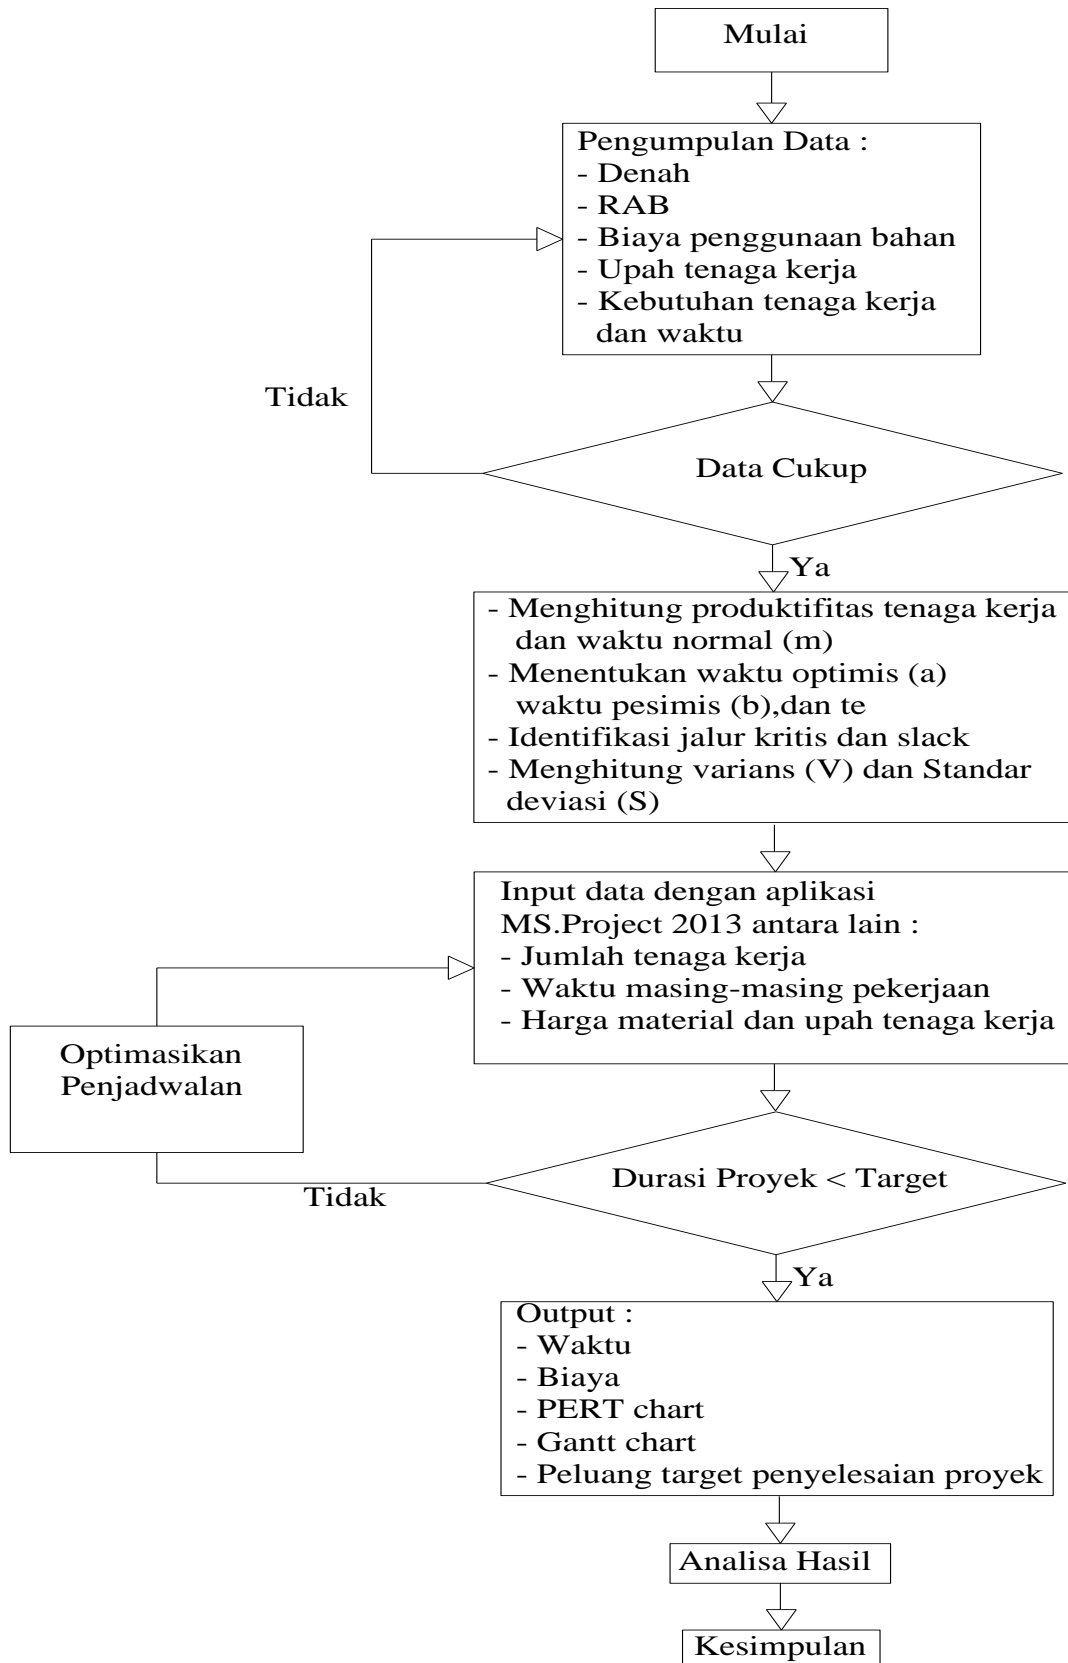 Mulai
Pengumpulan Data :
- Denah
- RAB
- Biaya penggunaan bahan
- Upah tenaga kerja
- Kebutuhan tenaga kerja
dan waktu
Tidak
Data Cukup
Ya
- Menghitung produktifitas tenaga kerja
dan waktu normal (m)
- Menentukan waktu optimis (a)
waktu pesimis (b),dan te
- Identifikasi jalur kritis dan slack
- Menghitung varians (V) dan Standar
deviasi (S)
Input data dengan aplikasi
MS.Project 2013 antara lain :
- Jumlah tenaga kerja
- Waktu masing-masing pekerjaan
- Harga material dan upah tenaga kerja
Optimasikan
Penjadwalan
Durasi Proyek < Target
Tidak
Ya
Output :
- Waktu
- Biaya
- PERT chart
- Gantt chart
- Peluang target penyelesaian proyek
Analisa Hasil
Kesimpulan